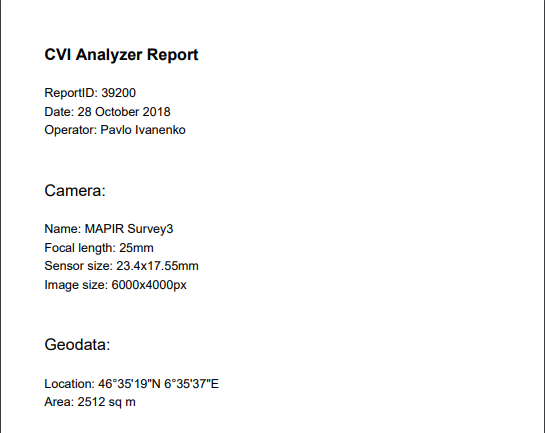 CVI Analyzer Report
ReportID: 39200
Date: 28 October 2018
Operator: Pavlo Ivanenko
Camera:
Name: MAPIR Survey3
Focal length: 25mm
Sensor size: 23.4x17.55mm
Image size: 6000x4000px
Geodata:
Location: 46°35'19"N 6°35'37"E
Area: 2512 sq m